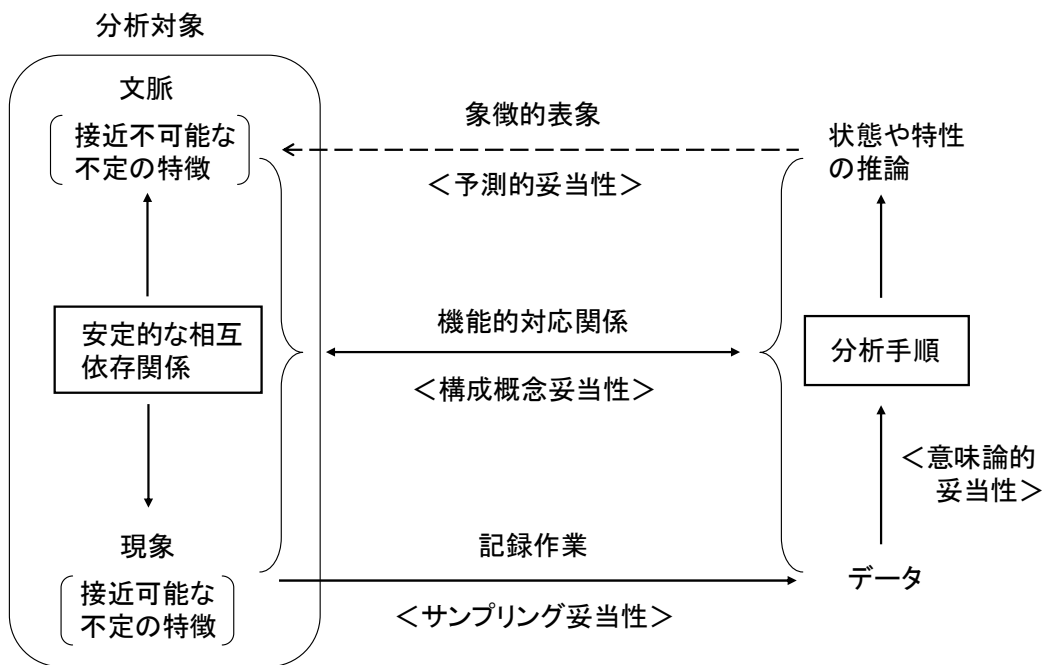 分析対象
文脈
接近不可能な
不定の特徴
象徴的表象
＜予測的妥当性＞
状態や特性
の推論
安定的な相互
依存関係
機能的対応関係
＜構成概念妥当性＞
分析手順
＜意味論的
妥当性＞
現象
接近可能な
不定の特徴
記録作業
＜サンプリング妥当性＞
データ